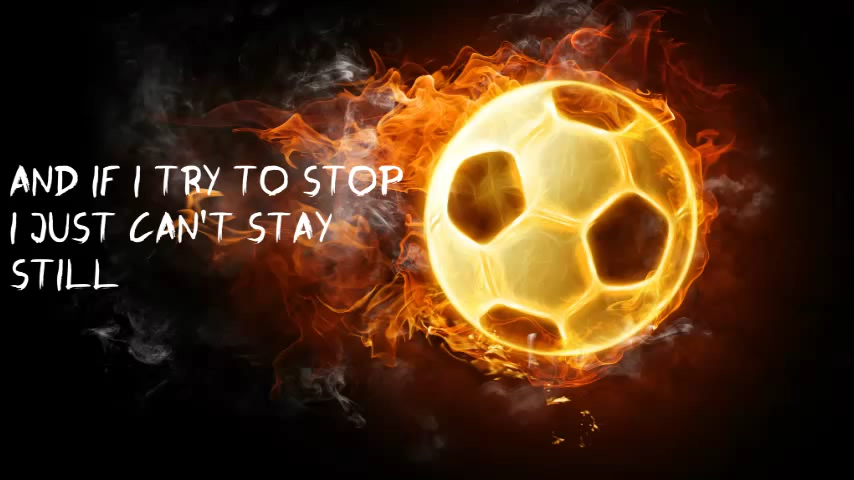 AND IF I TRY TO STOP
I JUST CAN'T STAY
STILL